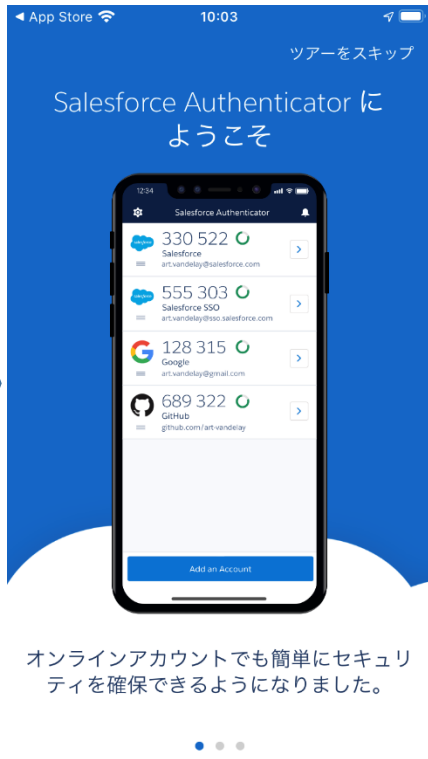 App Store
10:03
ツアーをスキップ
Salesforce Authenticator に
ようこそ
12:34
Salesforce Authenticator
330 522
Salesforce
art.vandelay@salesforce.com
555 303
Salesforce SSO
art.vandelay@sso.salesforce.com
128 315
Google
art.vandelay@gmail.com
689 322
GitHub
github.com/art-vandelay
Add an Account
オンラインアカウントでも簡単にセキュリ
ティを確保できるようになりました。